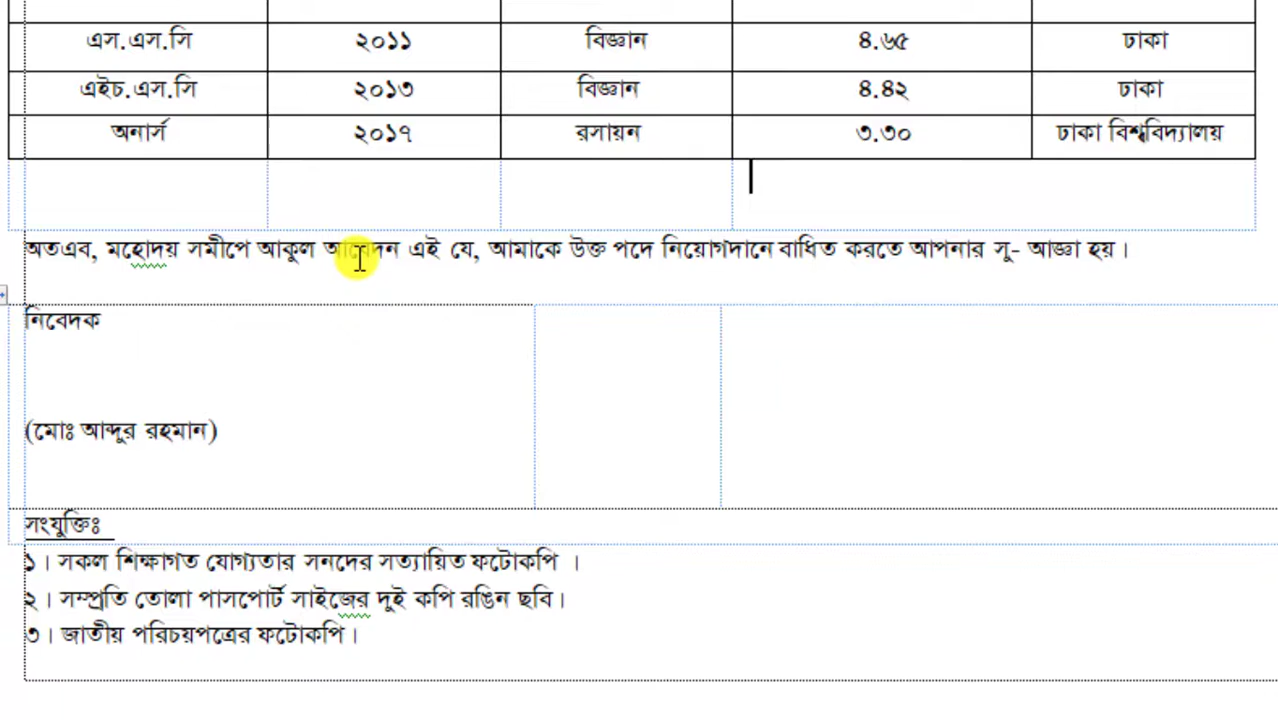 এস.এস.সি ২০১১ বিজ্ঞান ৪.৬৫ ঢাকা
এইচ.এস.সি ২০১৩ বিজ্ঞান ৪.৪২ ঢাকা
অনার্স ২০১৭ রসায়ন ৩.৩০ ঢাকা বিশ্ববিদ্যালয়
অতএব, মহোদয় সমীপে আকুল আবেদন এই যে, আমাকে উক্ত পদে নিয়োগদানে বাধিত করতে আপনার সু- আজ্ঞা হয়।
নিবেদক
(মোঃ আব্দুর রহমান)
সংযুক্তিঃ
১। সকল শিক্ষাগত যোগ্যতার সনদের সত্যায়িত ফটোকপি ।
২। সম্প্রতি তোলা পাসপোর্ট সাইজের দুই কপি রঙিন ছবি।
৩। জাতীয় পরিচয়পত্রের ফটোকপি।